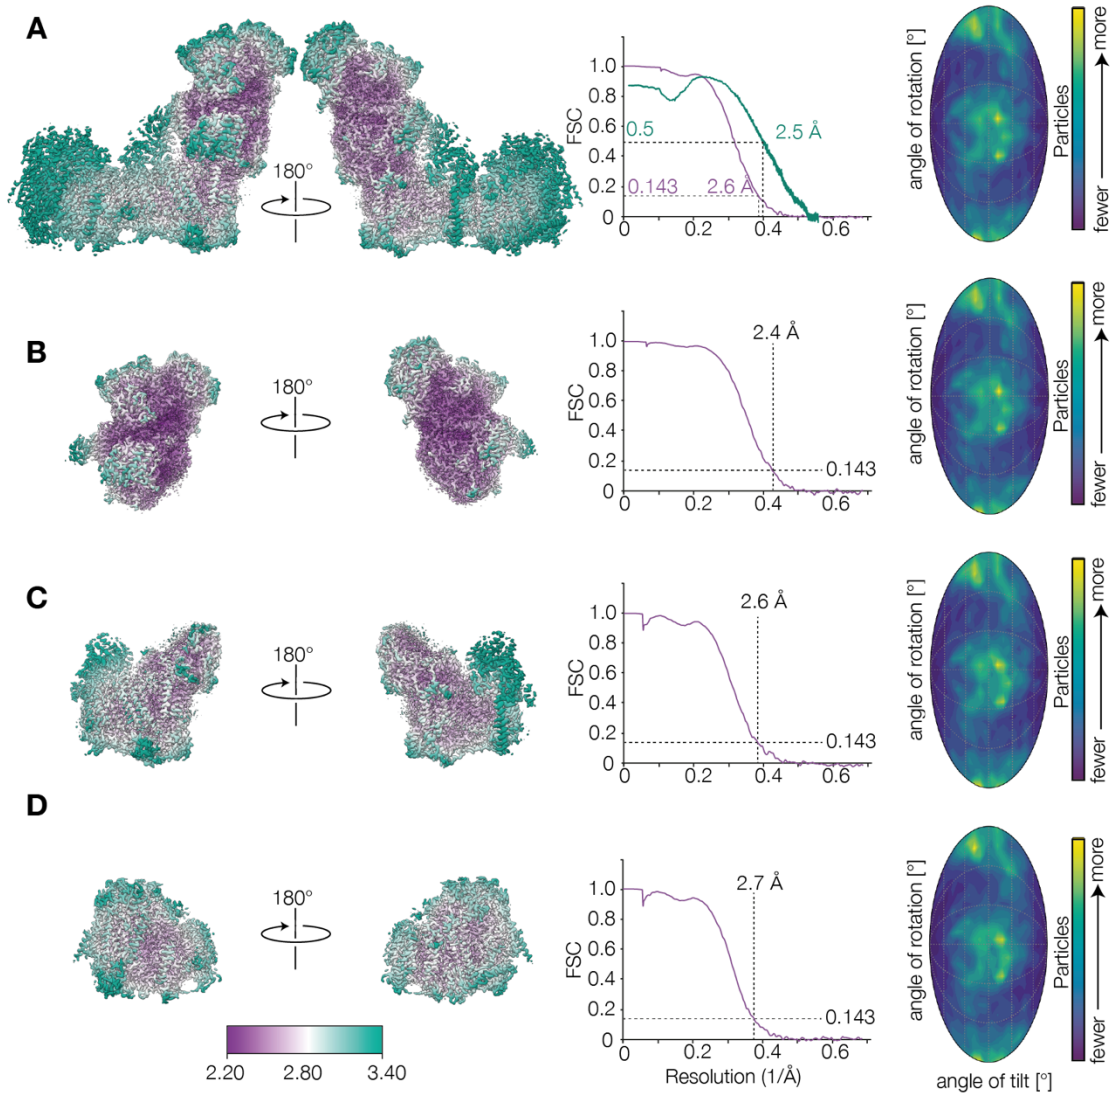 A
180°
FSC
1.0
0.8
0.6
0.4
0.2
0
0.5
2.5 Å
0.143
2.6 Å
0
0.2
0.4
0.6
angle of rotation [°]
Particles
fewer
more
B
180°
FSC
1.0
0.8
0.6
0.4
0.2
0
2.4 Å
0.143
0
0.2
0.4
0.6
angle of rotation [°]
Particles
fewer
more
C
180°
FSC
1.0
0.8
0.6
0.4
0.2
0
2.6 Å
0.143
0
0.2
0.4
0.6
angle of rotation [°]
Particles
fewer
more
D
180°
FSC
1.0
0.8
0.6
0.4
0.2
0
2.7 Å
0.143
0
0.2
0.4
0.6
Resolution (1/Å)
angle of rotation [°]
Particles
fewer
more
angle of tilt [°]
2.20
2.80
3.40